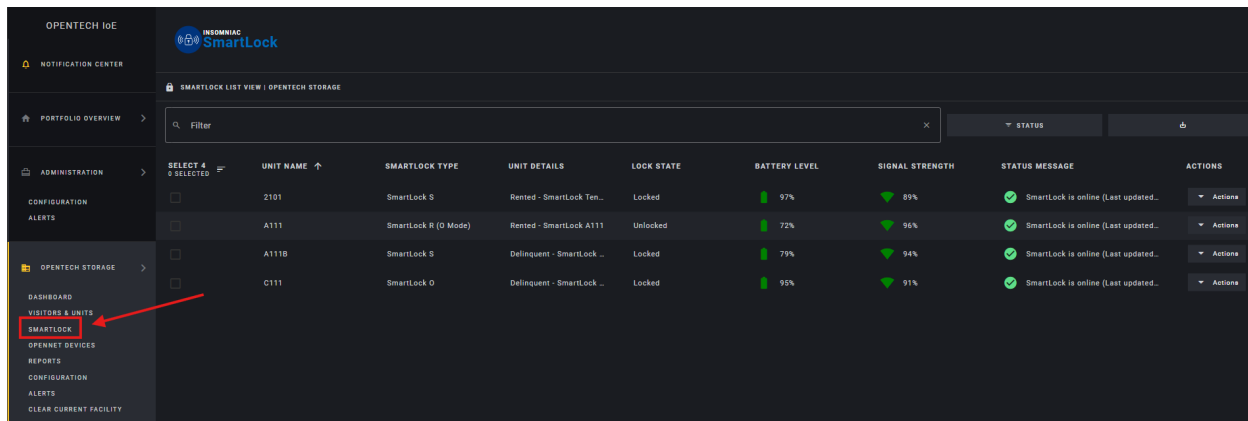 OPENTECH IoE
NOTIFICATION CENTER
PORTFOLIO OVERVIEW
ADMINISTRATION
CONFIGURATION
ALERTS
OPENTECH STORAGE
DASHBOARD
VISITORS & UNITS
SMARTLOCK
OPENNET DEVICES
REPORTS
CONFIGURATION
ALERTS
CLEAR CURRENT FACILITY
INSOMNIAC
SmartLock
SMARTLOCK LIST VIEW | OPENTECH STORAGE
Filter
STATUS
SELECT 4 UNIT NAME SMARTLOCK TYPE UNIT DETAILS LOCK STATE BATTERY LEVEL SIGNAL STRENGTH STATUS MESSAGE ACTIONS
0 SELECTED
2101 SmartLock S Rented - SmartLock Ten... Locked 97% 89% SmartLock is online (Last updated... Actions
A111 SmartLock R (O Mode) Rented - SmartLock A111 Unlocked 72% 96% SmartLock is online (Last updated... Actions
A111B SmartLock S Delinquent - SmartLock ... Locked 79% 94% SmartLock is online (Last updated... Actions
C111 SmartLock O Delinquent - SmartLock ... Locked 95% 91% SmartLock is online (Last updated... Actions